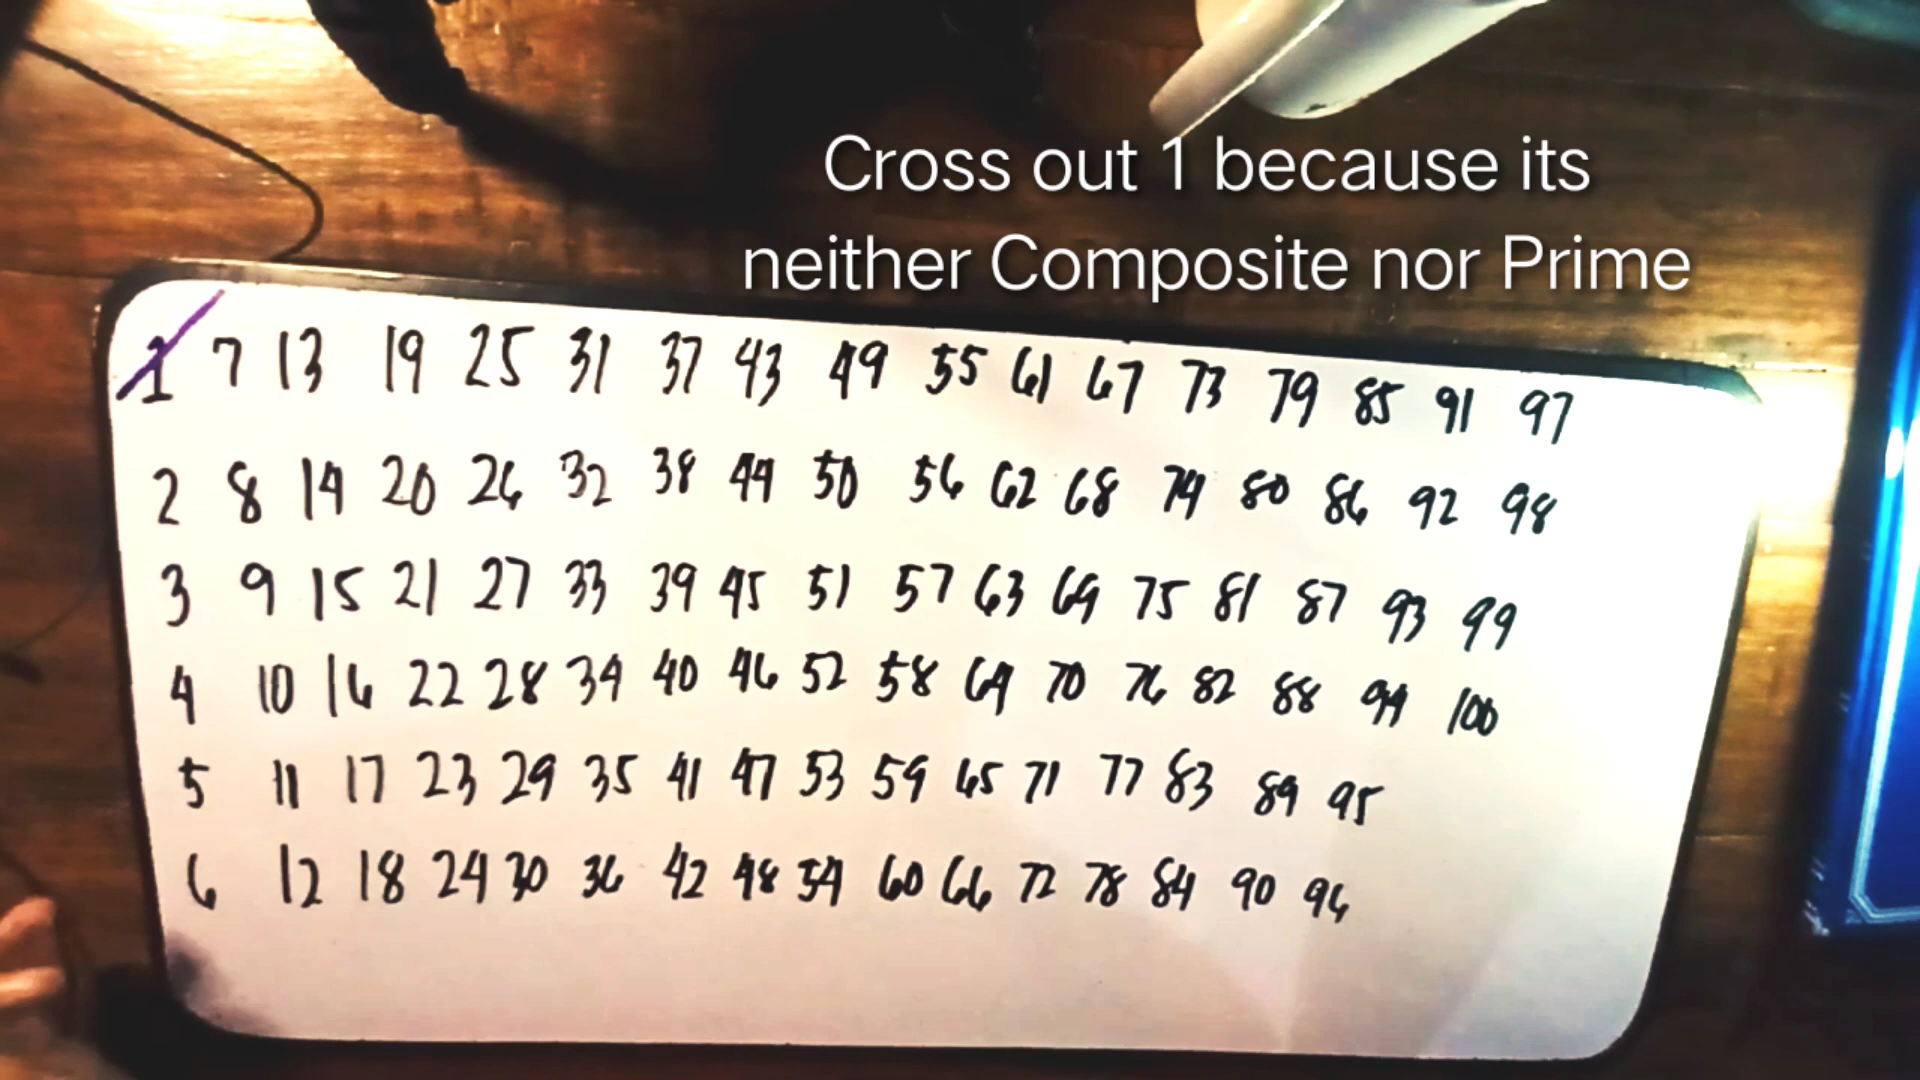 Cross out 1 because its
neither Composite nor Prime
1 7 13 19 25 31 37 43 49 55 61 67 73 79 85 91 97
2 8 14 20 26 32 38 44 50 56 62 68 74 80 86 92 98
3 9 15 21 27 33 39 45 51 57 63 69 75 81 87 93 99
4 10 16 22 28 34 40 46 52 58 64 70 76 82 88 94 100
5 11 17 23 29 35 41 47 53 59 65 71 77 83 89 95
6 12 18 24 30 36 42 48 54 60 66 72 78 84 90 96